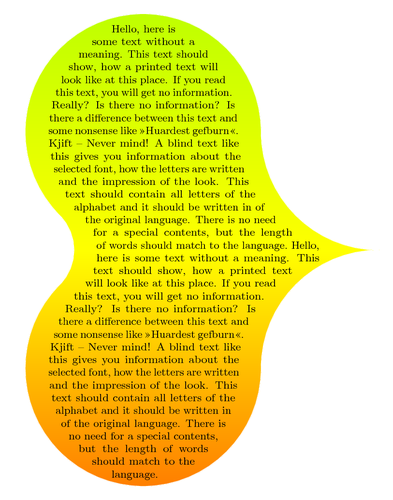 Hello, here is
some text without a
meaning. This text should
show, how a printed text will
look like at this place. If you read
this text, you will get no information.
Really? Is there no information? Is
there a difference between this text and
some nonsense like »Huardest gefburn«.
Kjift – Never mind! A blind text like
this gives you information about the
selected font, how the letters are written
and the impression of the look. This
text should contain all letters of the
alphabet and it should be written in of
the original language. There is no need
for a special contents, but the length
of words should match to the language. Hello,
here is some text without a meaning. This
text should show, how a printed text
will look like at this place. If you read
this text, you will get no information.
Really? Is there no information? Is
there a difference between this text and
some nonsense like »Huardest gefburn«.
Kjift – Never mind! A blind text like
this gives you information about the
selected font, how the letters are written
and the impression of the look. This
text should contain all letters of the
alphabet and it should be written in
of the original language. There is
no need for a special contents,
but the length of words
should match to the
language.